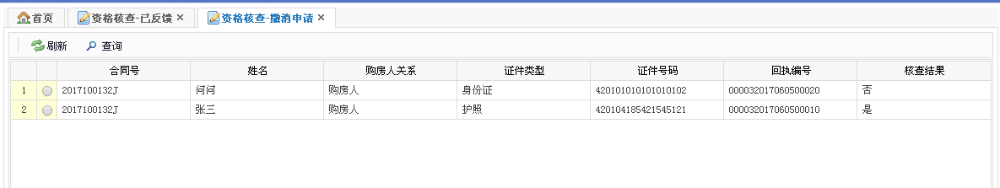 首页 资格核查-已反馈 资格核查-撤消申请
刷新 查询
合同号 姓名 购房人关系 证件类型 证件号码 回执编号 核查结果
1 2017100132J 问问 购房人 身份证 420101010101010102 000032017060500020 否
2 2017100132J 张三 购房人 护照 420104185421545121 000032017060500010 是